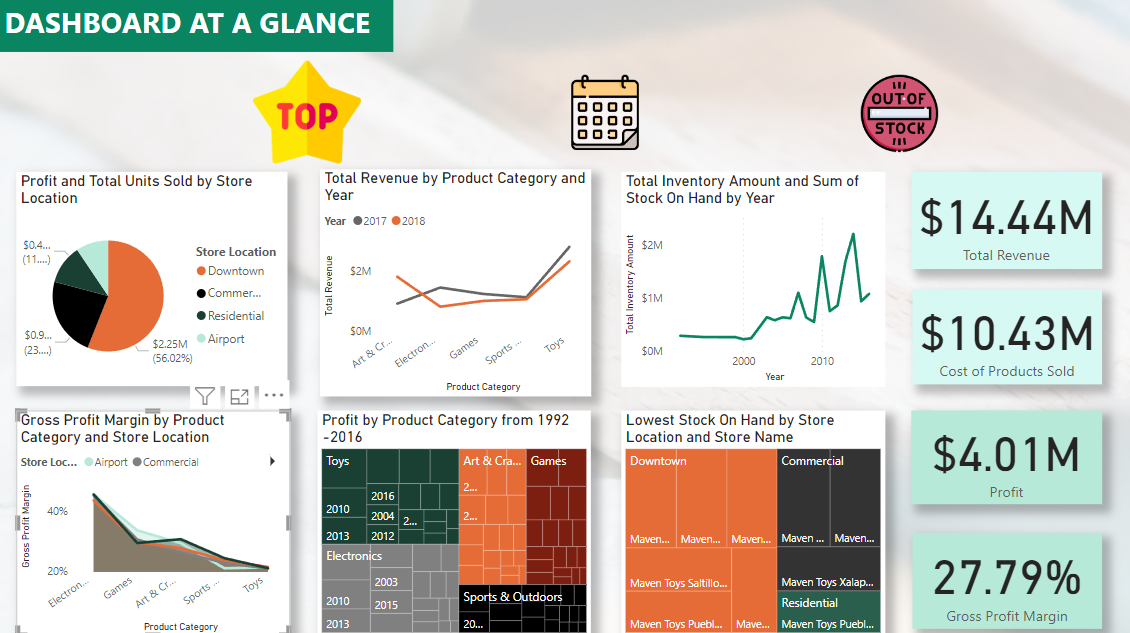 DASHBOARD AT A GLANCE
TOP
OUT OF
STOCK
Profit and Total Units Sold by Store
Location
$0.4...
(11....)
$0.9...
(23....)
$2.25M
(56.02%)
Store Location
Downtown
Commer...
Residential
Airport
Total Revenue by Product Category and
Year
Year 2017 2018
Total Revenue
$2M
$0M
Art & Cr...
Electron...
Games
Sports ...
Toys
Product Category
Total Inventory Amount and Sum of
Stock On Hand by Year
Total Inventory Amount
$2M
$1M
$0M
2000
2010
Year
$14.44M
Total Revenue
$10.43M
Cost of Products Sold
Gross Profit Margin by Product
Category and Store Location
Store Loc... Airport Commercial
Gross Profit Margin
40%
20%
Electron...
Games
Art & Cr...
Sports ...
Toys
Product Category
Profit by Product Category from 1992
-2016
Toys
2010
2013
2016
2004
2012
2...
Electronics
2010
2013
2003
2015
Art & Cra...
2...
2...
Games
Sports & Outdoors
20...
Lowest Stock On Hand by Store
Location and Store Name
Downtown
Maven...
Maven...
Maven...
Maven Toys Saltillo...
Maven Toys Puebl...
Mave...
Commercial
Maven ...
Maven...
Maven Toys Xalap...
Residential
Maven Toys Puebl...
$4.01M
Profit
27.79%
Gross Profit Margin